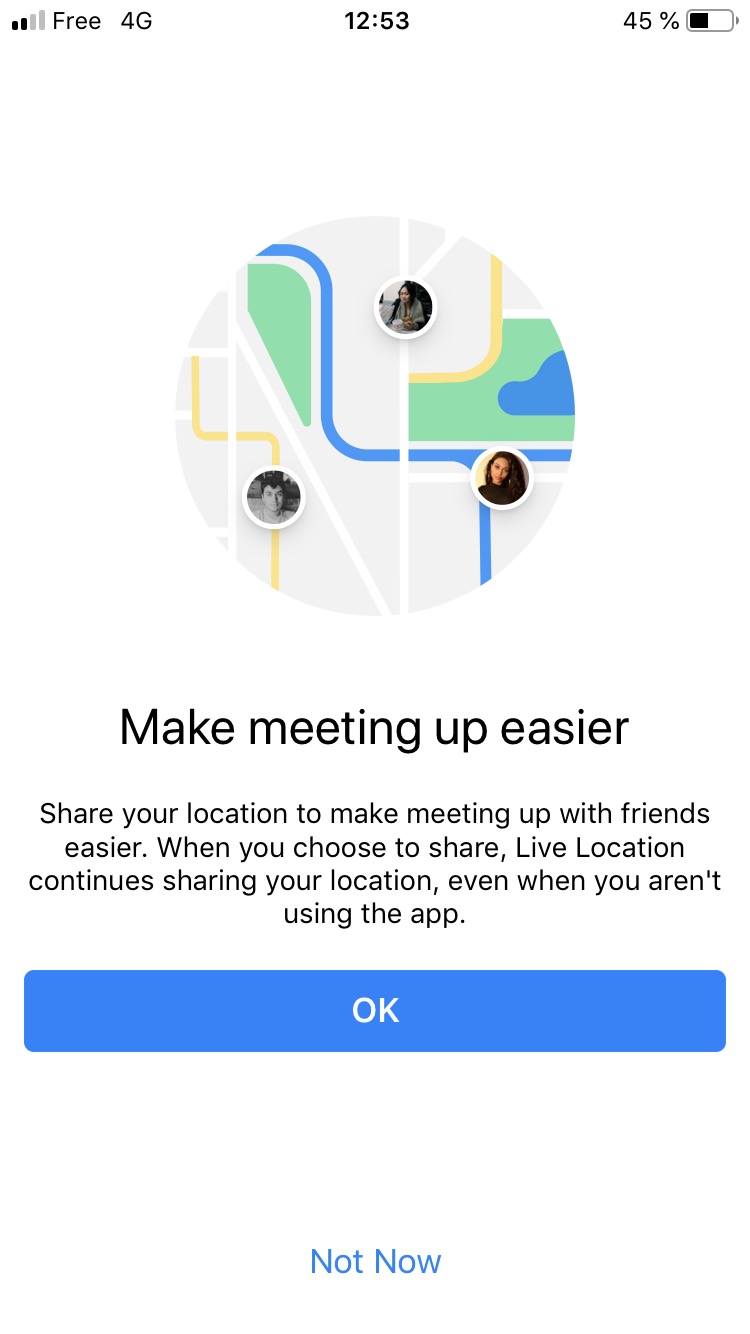 Free 4G 12:53 45 %
Make meeting up easier
Share your location to make meeting up with friends
easier. When you choose to share, Live Location
continues sharing your location, even when you aren't
using the app.
OK
Not Now